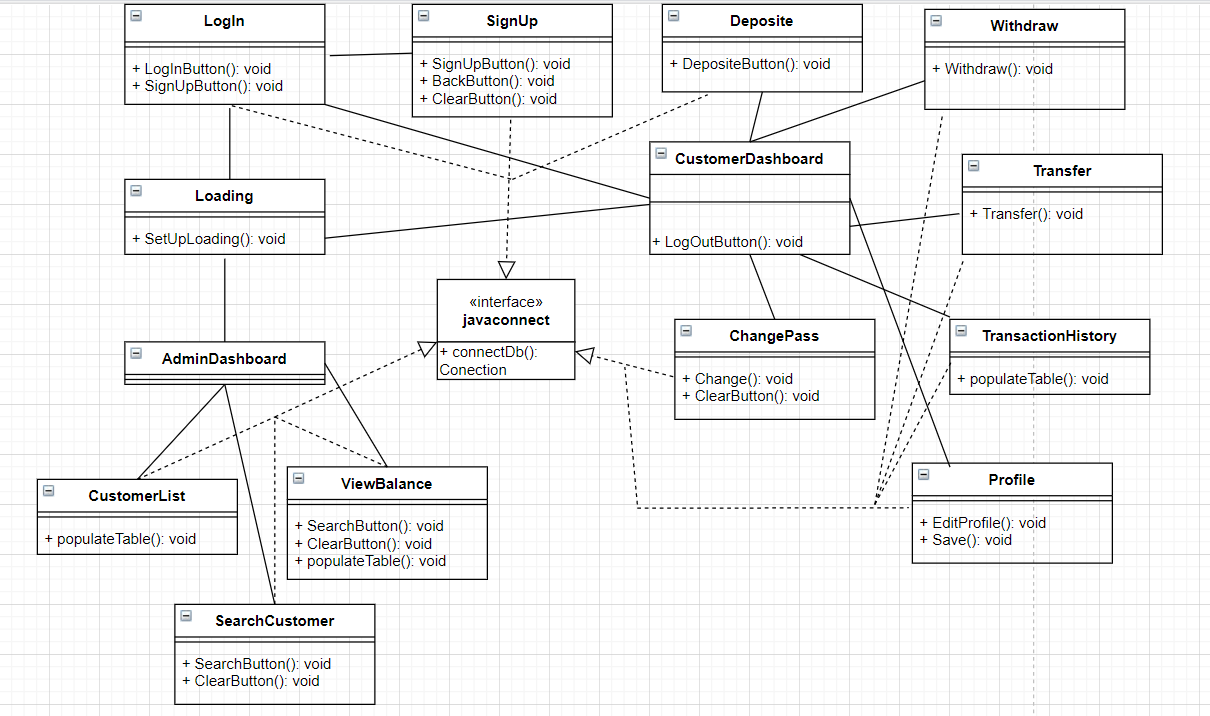 LogIn
+ LogInButton(): void
+ SignUpButton(): void
SignUp
+ SignUpButton(): void
+ BackButton(): void
+ ClearButton(): void
Deposite
+ DepositeButton(): void
Withdraw
+ Withdraw(): void
CustomerDashboard
+ LogOutButton(): void
Transfer
+ Transfer(): void
Loading
+ SetUpLoading(): void
«interface»
javaconnect
+ connectDb():
Conection
ChangePass
+ Change(): void
+ ClearButton(): void
TransactionHistory
+ populateTable(): void
AdminDashboard
CustomerList
+ populateTable(): void
ViewBalance
+ SearchButton(): void
+ ClearButton(): void
+ populateTable(): void
Profile
+ EditProfile(): void
+ Save(): void
SearchCustomer
+ SearchButton(): void
+ ClearButton(): void